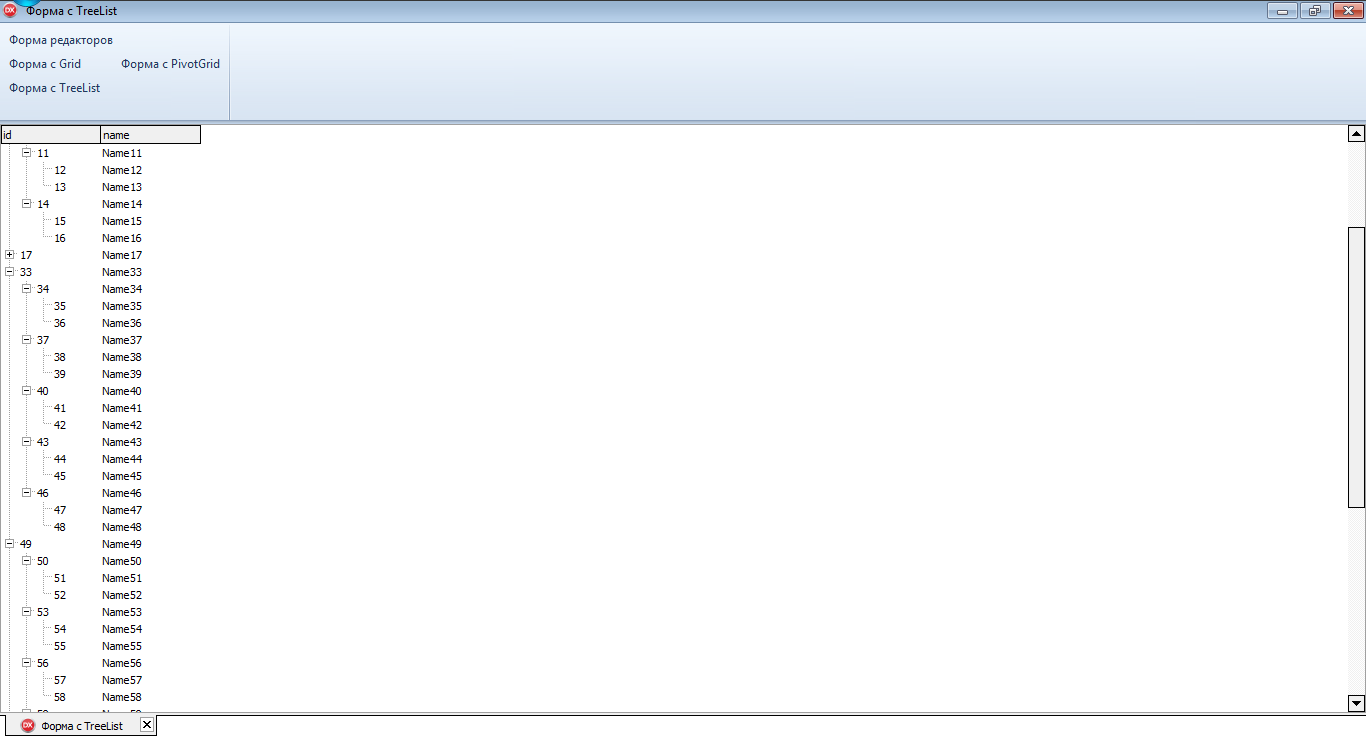 DX Форма с TreeList
Форма редакторов
Форма с Grid Форма с PivotGrid
Форма с TreeList
id name
11 Name11
12 Name12
13 Name13
14 Name14
15 Name15
16 Name16
17 Name17
33 Name33
34 Name34
35 Name35
36 Name36
37 Name37
38 Name38
39 Name39
40 Name40
41 Name41
42 Name42
43 Name43
44 Name44
45 Name45
46 Name46
47 Name47
48 Name48
49 Name49
50 Name50
51 Name51
52 Name52
53 Name53
54 Name54
55 Name55
56 Name56
57 Name57
58 Name58
DX Форма с TreeList